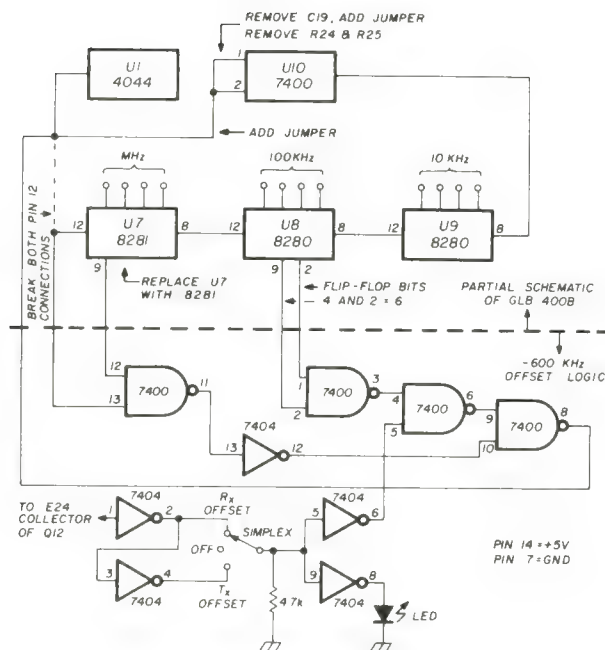 REMOVE C19, ADD JUMPER
REMOVE R24 & R25
U1
4044
1
2
U10
7400
ADD JUMPER
MHz
100KHz
10 KHz
BREAK BOTH PIN 12
CONNECTIONS
12
U7
8281
8
9
12
U8
8280
8
9
2
12
U9
8280
8
REPLACE U7
WITH 8281
FLIP-FLOP BITS
4 AND 2 = 6
PARTIAL SCHEMATIC
OF GLB 400B
-600 KHz
OFFSET LOGIC
12
13
7400
11
1
2
7400
3
4
5
7400
6
9
10
7400
8
7404
13
12
TO E24
COLLECTOR
OF Q12
7404
1
2
3
4
7404
RX
OFFSET
SIMPLEX
OFF
TX
OFFSET
4.7k
7404
5
6
9
8
7404
LED
PIN 14 = +5V
PIN 7 = GND